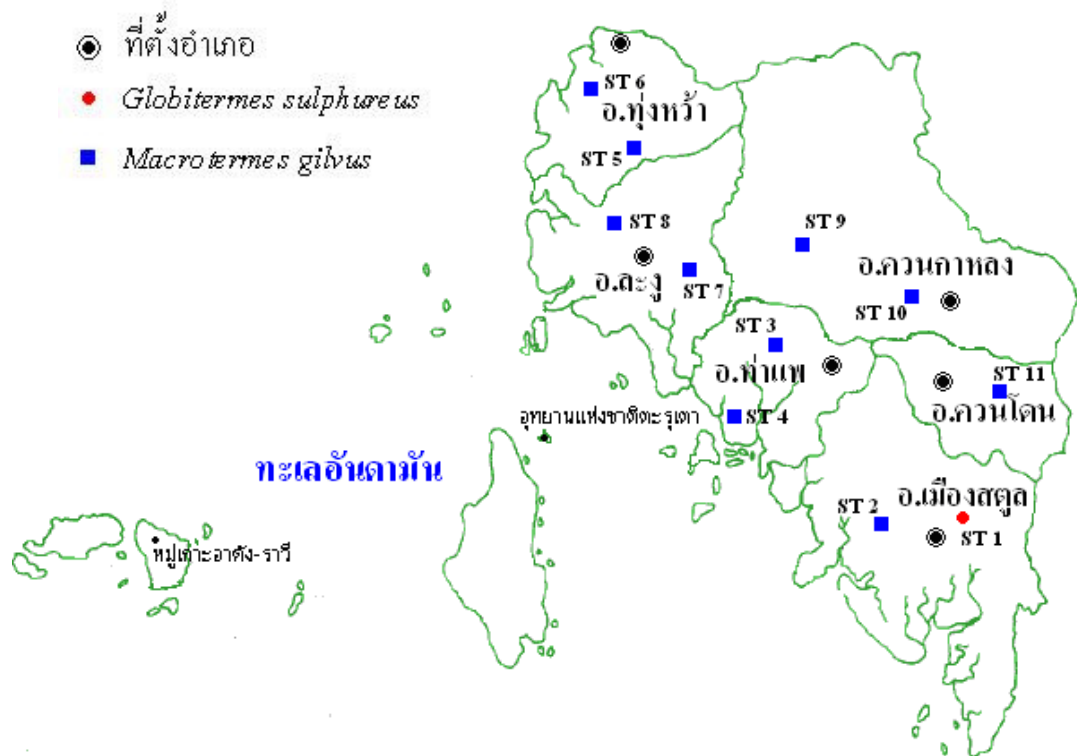 ที่ตั้งอำเภอ
Globitermes sulphureus
Macrotermes gilvus
ST 6
อ.ทุ่งหว้า
ST 5
ST 8
ST 9
อ.ละงู
ST 7
อ.ควนกาหลง
ST 10
ST 3
อ.ท่าแพ
ST 11
ST 4
อ.ควนโดน
อุทยานแห่งชาติตะรุเตา
ทะเลอันดามัน
อ.เมืองสตูล
ST 2
ST 1
หมู่เกาะอาดัง-ราวี